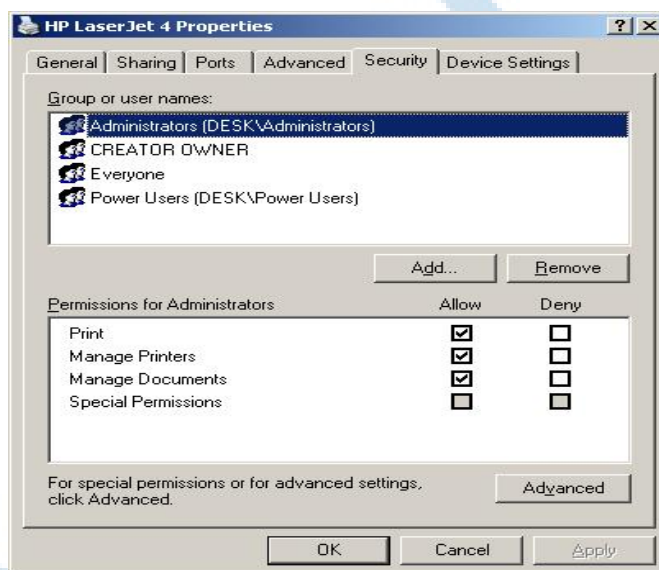 HP LaserJet 4 Properties
General Sharing Ports Advanced Security Device Settings
Group or user names:
Administrators (DESK\Administrators)
CREATOR OWNER
Everyone
Power Users (DESK\Power Users)
Add... Remove
Permissions for Administrators Allow Deny
Print
Manage Printers
Manage Documents
Special Permissions
For special permissions or for advanced settings,
click Advanced.
Advanced
OK Cancel Apply